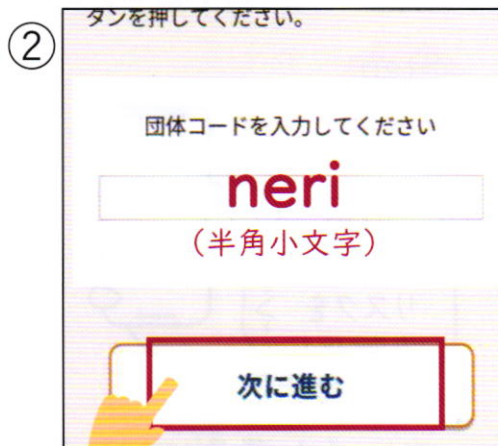 ②
タンを押してください。
団体コードを入力してください
neri
(半角小文字)
次に進む